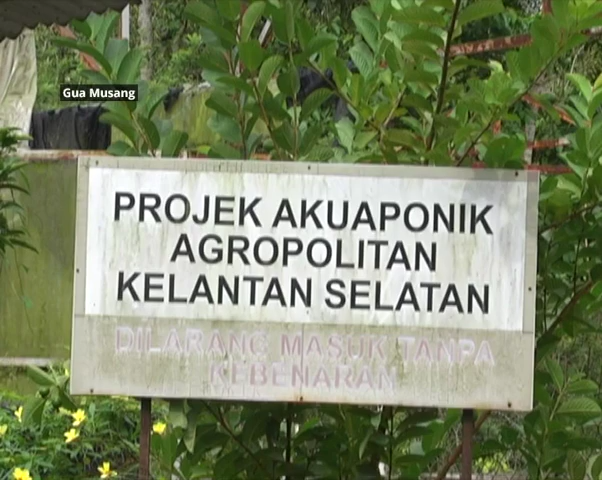 Gua Musang
PROJEK AKUAPONIK
AGROPOLITAN
KELANTAN SELATAN
DILARANG MASUK TANPA
KEBENARAN